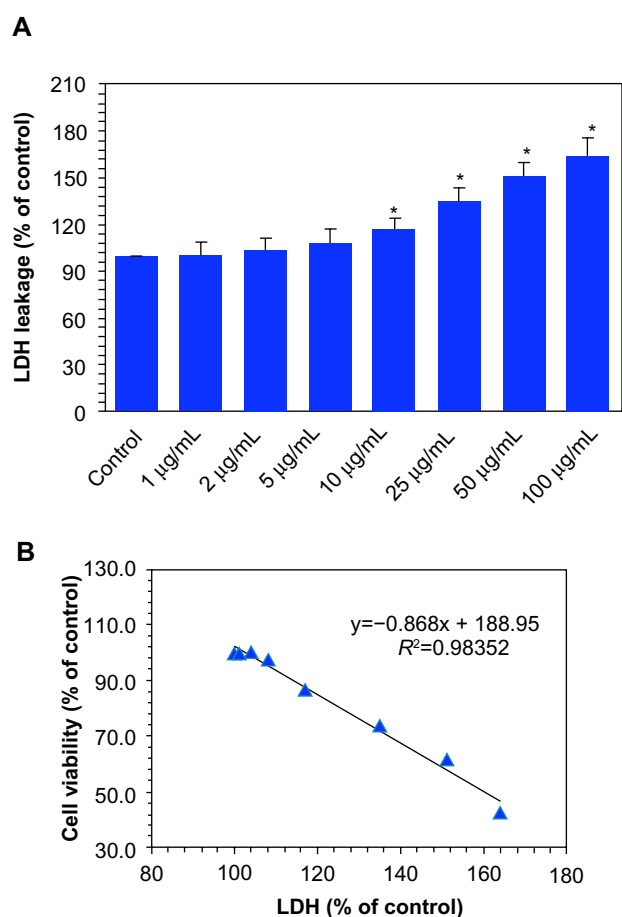 A
LDH leakage (% of control)
210
180
150
120
90
60
30
0
* * * *
Control
1 µg/mL
2 µg/mL
5 µg/mL
10 µg/mL
25 µg/mL
50 µg/mL
100 µg/mL
B
Cell viability (% of control)
130.0
110.0
90.0
70.0
50.0
30.0
y=−0.868x + 188.95
R²=0.98352
80 100 120 140 160 180
LDH (% of control)